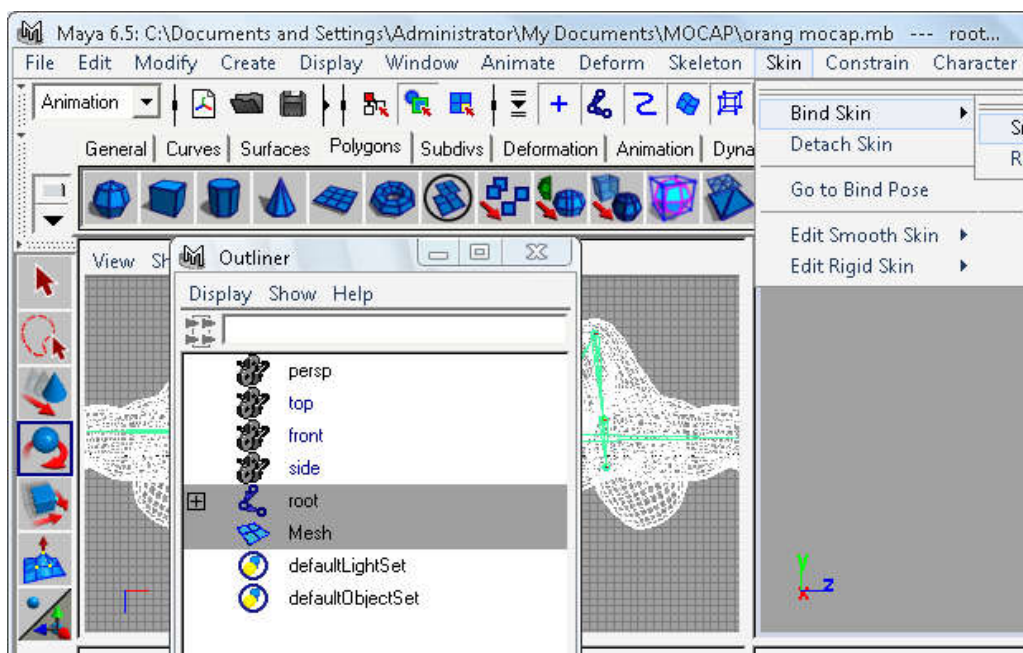 Maya 6.5: C:\Documents and Settings\Administrator\My Documents\MOCAP\orang mocap.mb --- root...
File Edit Modify Create Display Window Animate Deform Skeleton Skin Constrain Character
Animation
Bind Skin
Detach Skin
Go to Bind Pose
Edit Smooth Skin
Edit Rigid Skin
General Curves Surfaces Polygons Subdivs Deformation Animation Dyna
View Sh
Outliner
Display Show Help
persp
top
front
side
root
Mesh
defaultLightSet
defaultObjectSet
y
z
x